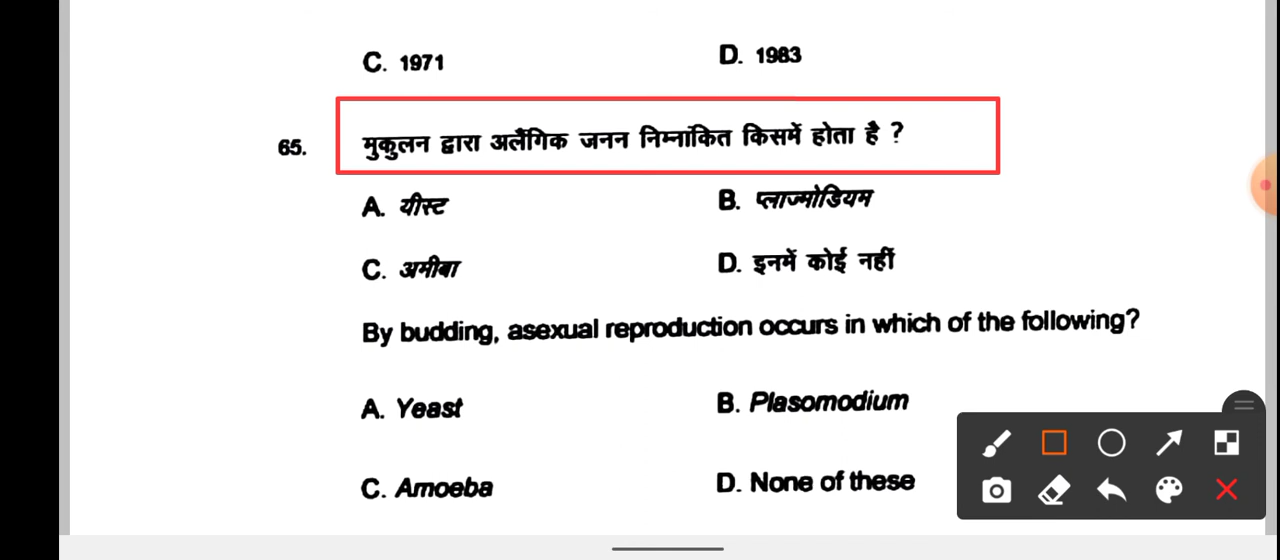 C. 1971 D. 1983
65. मुकुलन द्वारा अलैंगिक जनन निम्नांकित किसमें होता है ?
A. यीस्ट B. प्लाज्मोडियम
C. अमीबा D. इनमें कोई नहीं
By budding, asexual reproduction occurs in which of the following?
A. Yeast B. Plasomodium
C. Amoeba D. None of these